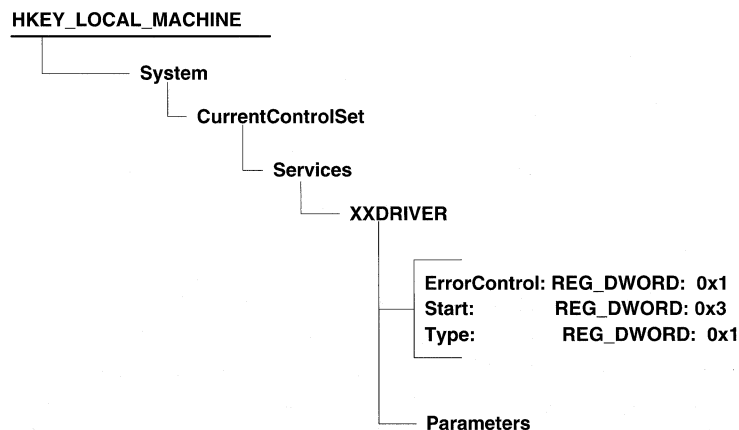 HKEY_LOCAL_MACHINE
System
CurrentControlSet
Services
XXDRIVER
ErrorControl: REG_DWORD: 0x1
Start: REG_DWORD: 0x3
Type: REG_DWORD: 0x1
Parameters